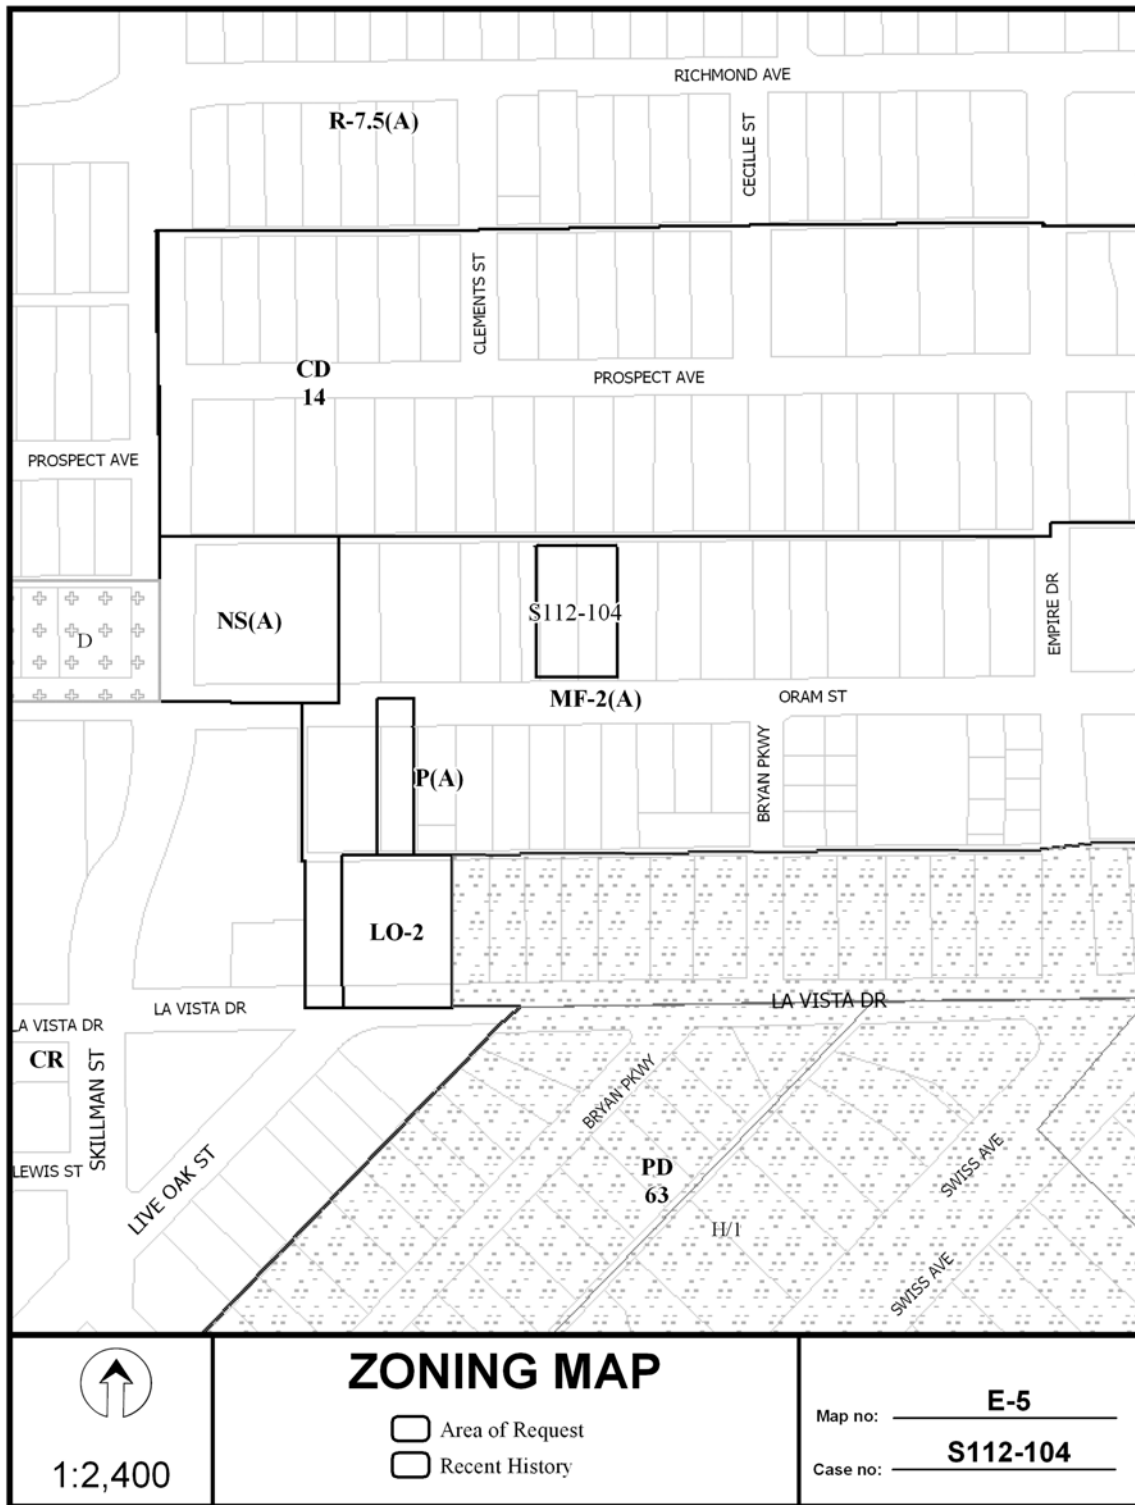 RICHMOND AVE
R-7.5(A)
CECILLE ST
CLEMENTS ST
CD
14
PROSPECT AVE
PROSPECT AVE
NS(A)
S112-104
D
EMPIRE DR
MF-2(A)
ORAM ST
P(A)
BRYAN PKWY
LO-2
LA VISTA DR
LA VISTA DR
LA VISTA DR
CR
SKILLMAN ST
BRYAN PKWY
LEWIS ST
LIVE OAK ST
PD
63
SWISS AVE
H/1
SWISS AVE
ZONING MAP
Area of Request
Recent History
1:2,400
Map no: E-5
Case no: S112-104